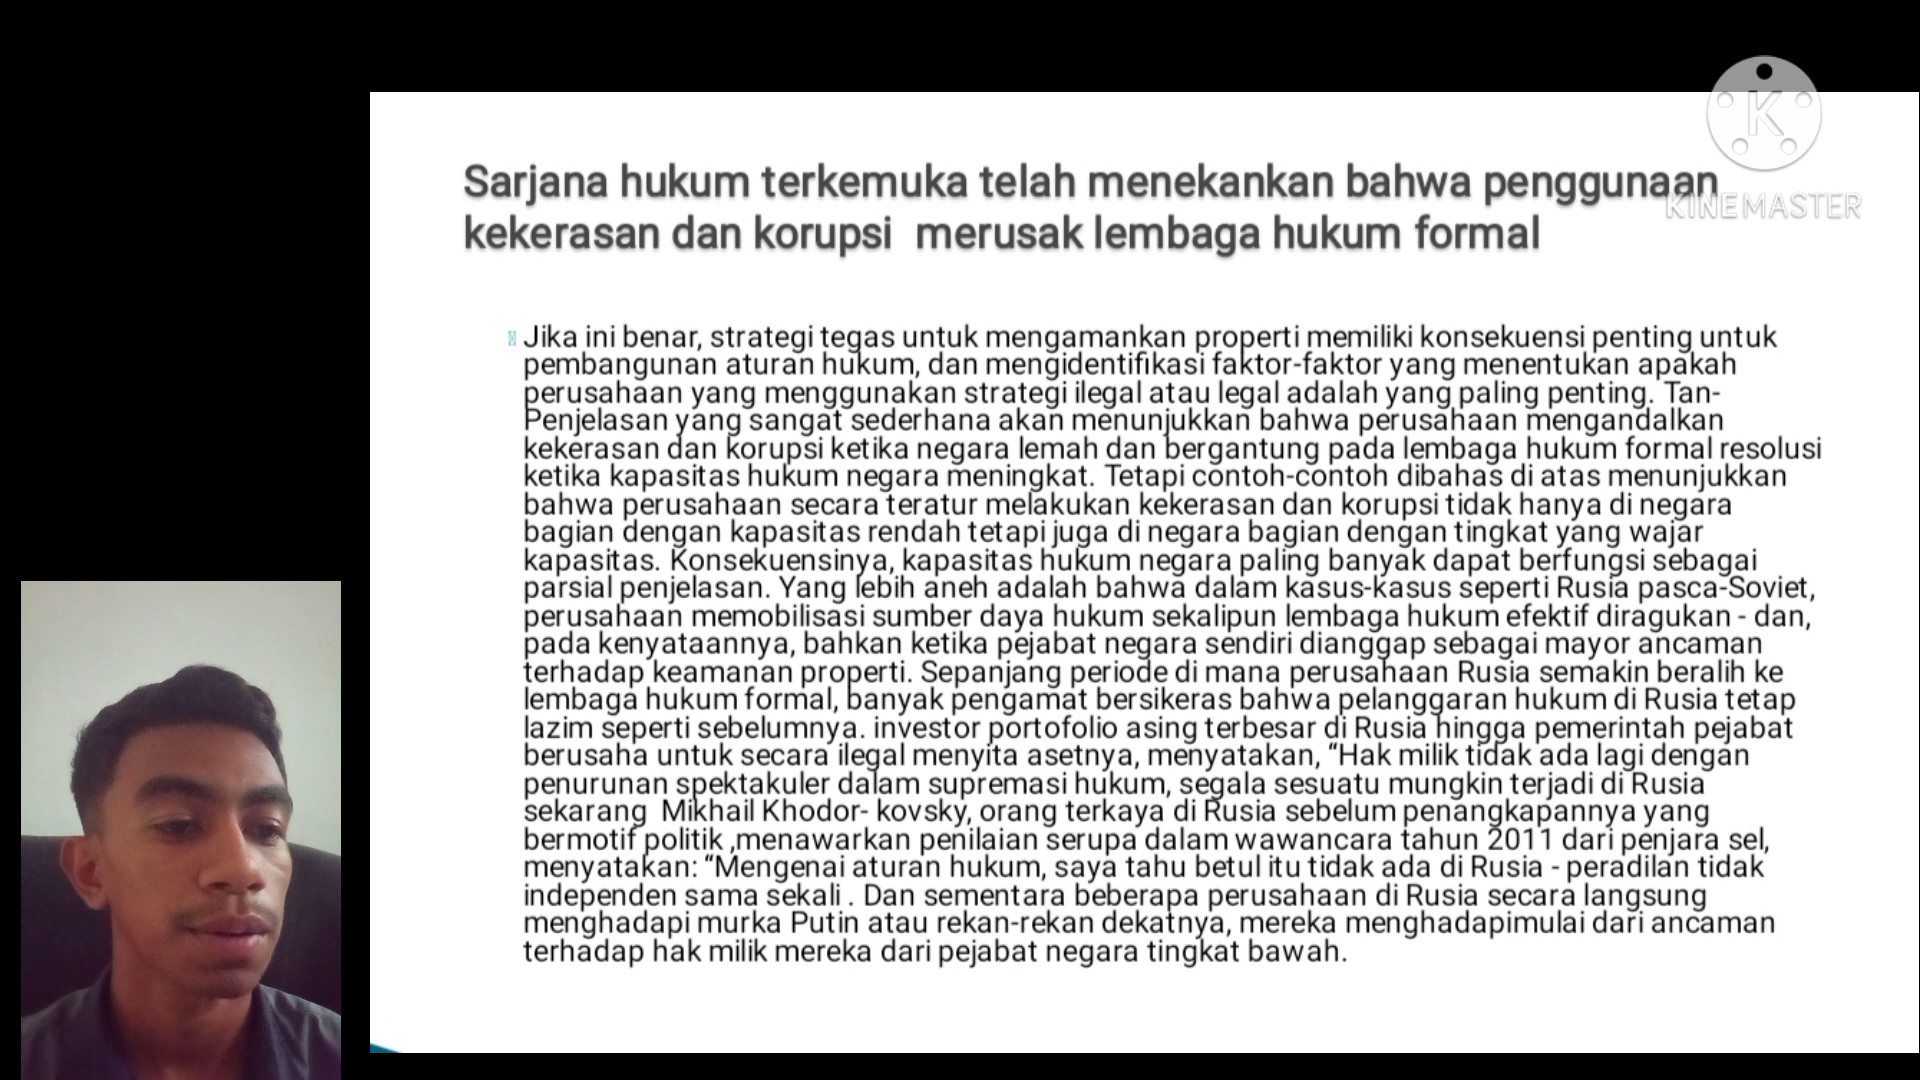 K
KINEMASTER
Sarjana hukum terkemuka telah menekankan bahwa penggunaan
kekerasan dan korupsi  merusak lembaga hukum formal
Jika ini benar, strategi tegas untuk mengamankan properti memiliki konsekuensi penting untuk
pembangunan aturan hukum, dan mengidentifikasi faktor-faktor yang menentukan apakah
perusahaan yang menggunakan strategi ilegal atau legal adalah yang paling penting. Tan-
Penjelasan yang sangat sederhana akan menunjukkan bahwa perusahaan mengandalkan
kekerasan dan korupsi ketika negara lemah dan bergantung pada lembaga hukum formal resolusi
ketika kapasitas hukum negara meningkat. Tetapi contoh-contoh dibahas di atas menunjukkan
bahwa perusahaan secara teratur melakukan kekerasan dan korupsi tidak hanya di negara
bagian dengan kapasitas rendah tetapi juga di negara bagian dengan tingkat yang wajar
kapasitas. Konsekuensinya, kapasitas hukum negara paling banyak dapat berfungsi sebagai
parsial penjelasan. Yang lebih aneh adalah bahwa dalam kasus-kasus seperti Rusia pasca-Soviet,
perusahaan memobilisasi sumber daya hukum sekalipun lembaga hukum efektif diragukan - dan,
pada kenyataannya, bahkan ketika pejabat negara sendiri dianggap sebagai mayor ancaman
terhadap keamanan properti. Sepanjang periode di mana perusahaan Rusia semakin beralih ke
lembaga hukum formal, banyak pengamat bersikeras bahwa pelanggaran hukum di Rusia tetap
lazim seperti sebelumnya. investor portofolio asing terbesar di Rusia hingga pemerintah pejabat
berusaha untuk secara ilegal menyita asetnya, menyatakan, “Hak milik tidak ada lagi dengan
penurunan spektakuler dalam supremasi hukum, segala sesuatu mungkin terjadi di Rusia
sekarang  Mikhail Khodor- kovsky, orang terkaya di Rusia sebelum penangkapannya yang
bermotif politik ,menawarkan penilaian serupa dalam wawancara tahun 2011 dari penjara sel,
menyatakan: “Mengenai aturan hukum, saya tahu betul itu tidak ada di Rusia - peradilan tidak
independen sama sekali . Dan sementara beberapa perusahaan di Rusia secara langsung
menghadapi murka Putin atau rekan-rekan dekatnya, mereka menghadapimulai dari ancaman
terhadap hak milik mereka dari pejabat negara tingkat bawah.